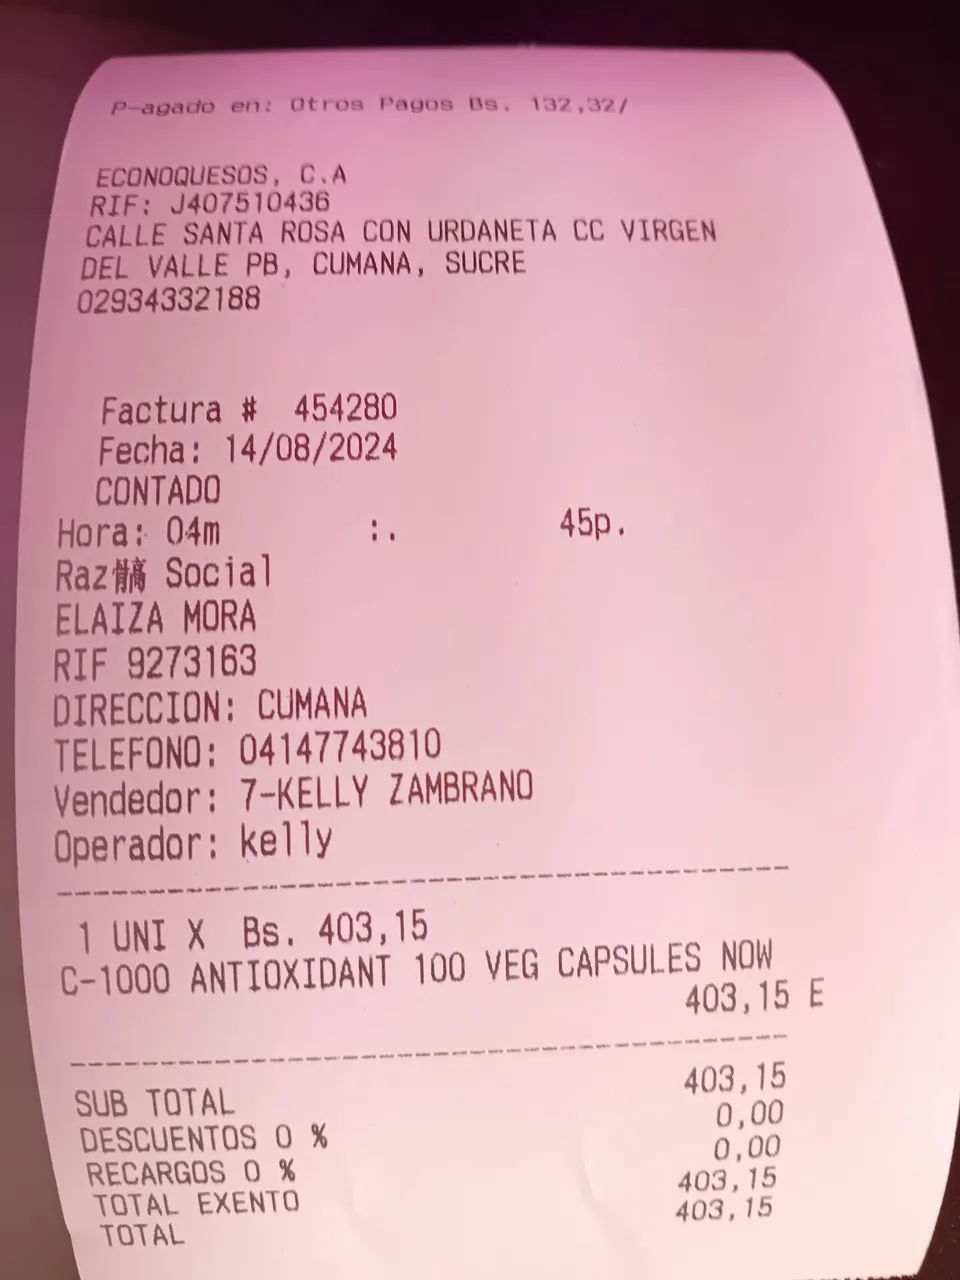 P-agado en: Otros Pagos Bs. 132,32/
ECONOQUESOS, C.A
RIF: J407510436
CALLE SANTA ROSA CON URDANETA CC VIRGEN
DEL VALLE PB, CUMANA, SUCRE
02934332188
Factura # 454280
Fecha: 14/08/2024
CONTADO
Hora: 04m :. 45p.
Raz髇 Social
ELAIZA MORA
RIF 9273163
DIRECCION: CUMANA
TELEFONO: 04147743810
Vendedor: 7-KELLY ZAMBRANO
Operador: kelly
1 UNI X Bs. 403,15
C-1000 ANTIOXIDANT 100 VEG CAPSULES NOW
403,15 E
SUB TOTAL 403,15
DESCUENTOS 0 % 0,00
RECARGOS 0 % 0,00
TOTAL EXENTO 403,15
TOTAL 403,15